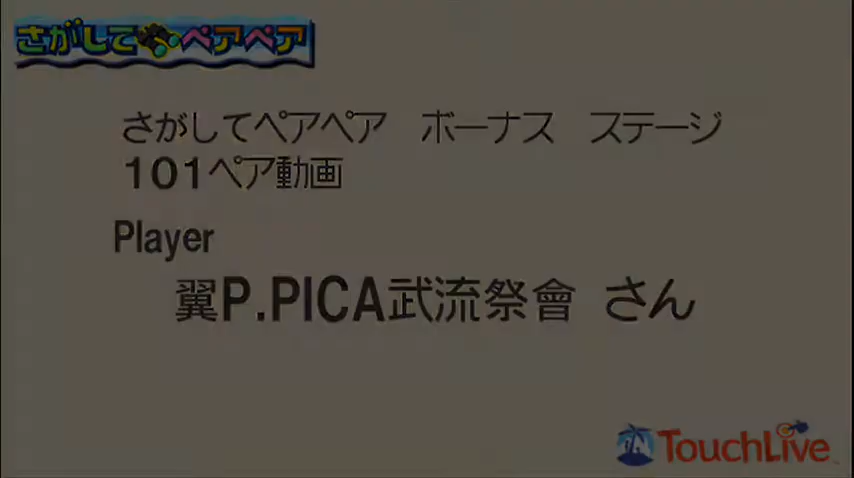 さがしてペアペア
さがしてペアペア　ボーナス　ステージ
１０１ペア動画
Player
翼P.PICA武流祭會　さん
TouchLive